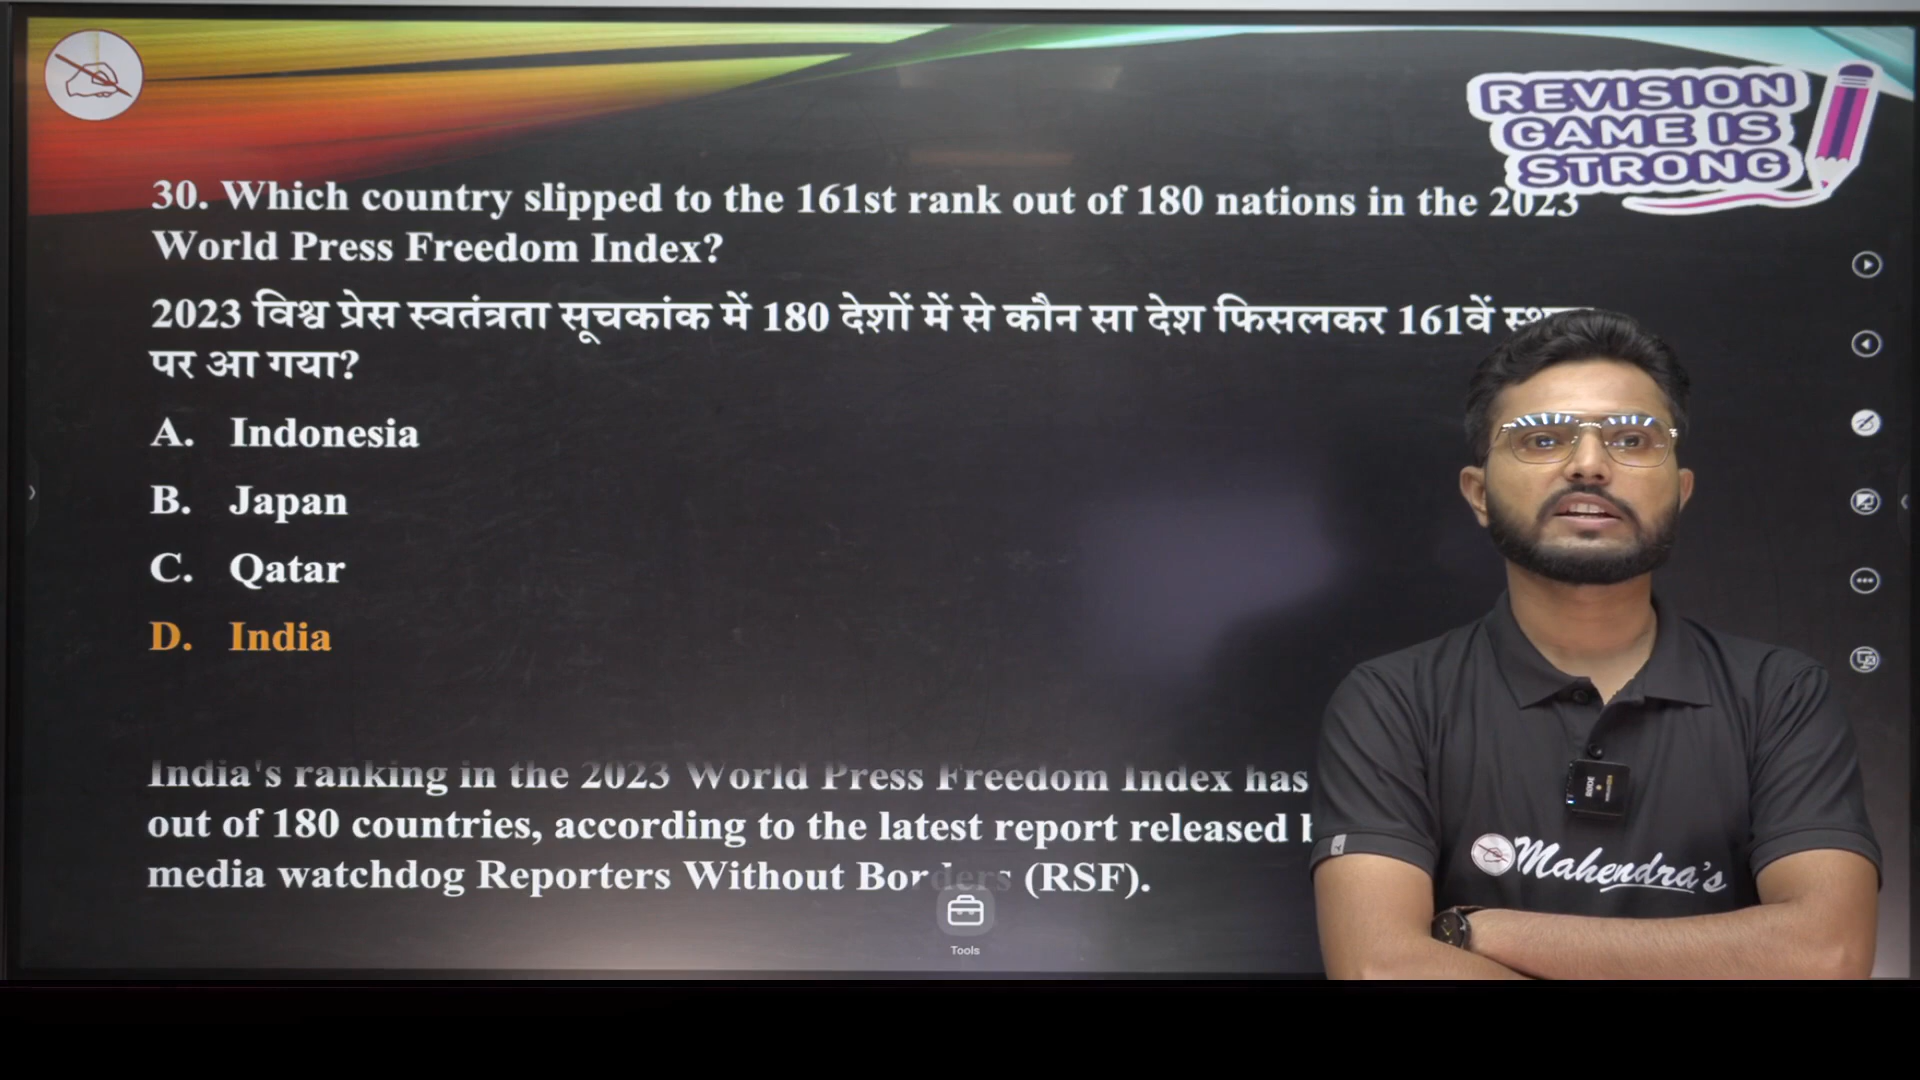 REVISION
GAME IS
STRONG
30. Which country slipped to the 161st rank out of 180 nations in the 2023
World Press Freedom Index?
2023 विश्व प्रेस स्वतंत्रता सूचकांक में 180 देशों में से कौन सा देश फिसलकर 161वें
पर आ गया?
A. Indonesia
B. Japan
C. Qatar
D. India
India's ranking in the 2023 World Press Freedom Index has
out of 180 countries, according to the latest report released
media watchdog Reporters Without Borders (RSF).
Tools
RODE
Mahendra's